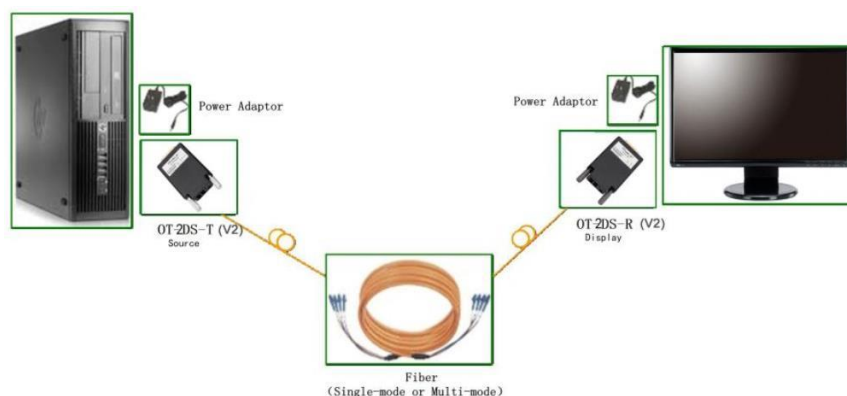 Power Adaptor
Power Adaptor
OT-2DS-T (V2)
Source
OT-2DS-R (V2)
Display
Fiber
(Single-mode or Multi-mode)